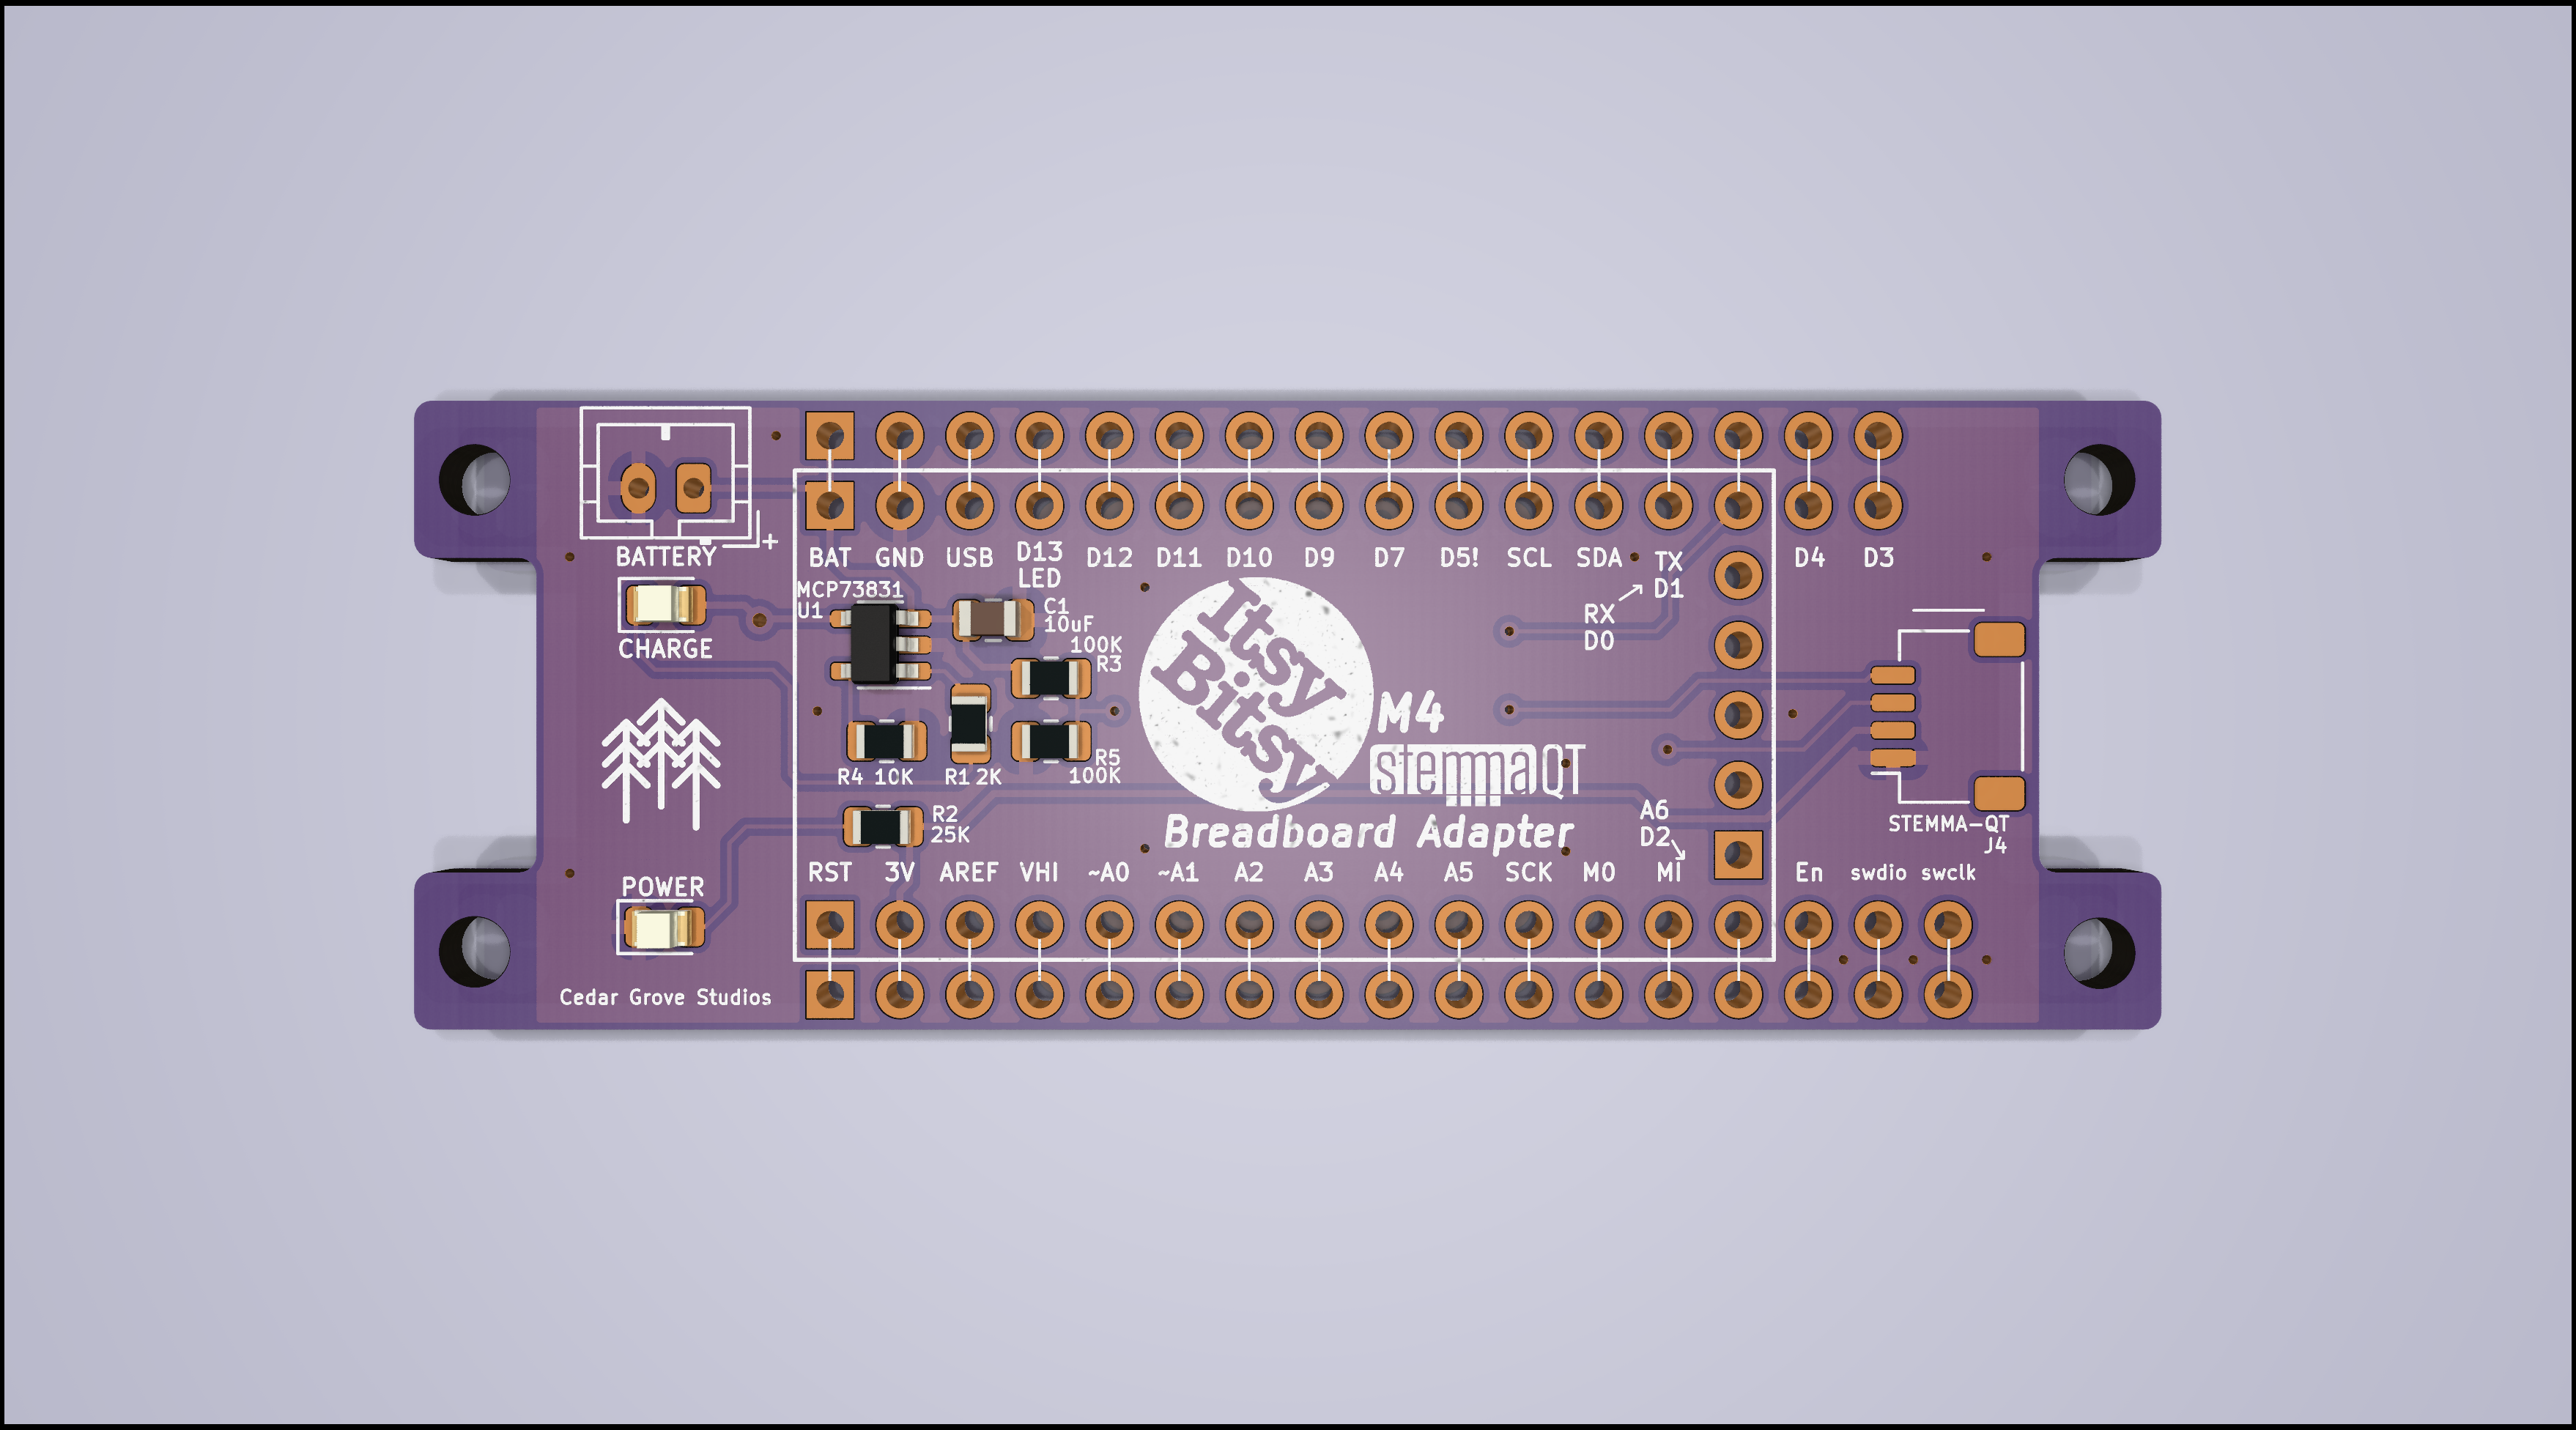 +
BATTERY
BAT GND USB D13 D12 D11 D10 D9 D7 D5! SCL SDA TX D4 D3
LED D1
MCP73831
U1
C1
10uF
RX
D0
CHARGE
100K
R3
Itsy
Bitsy
M4
stemma QT
R4 10K R1 2K
R5
100K
R2
25K
Breadboard Adapter
A6
D2
STEMMA-QT
J4
POWER
RST 3V AREF VHI ~A0 ~A1 A2 A3 A4 A5 SCK MO MI En swdio swclk
Cedar Grove Studios